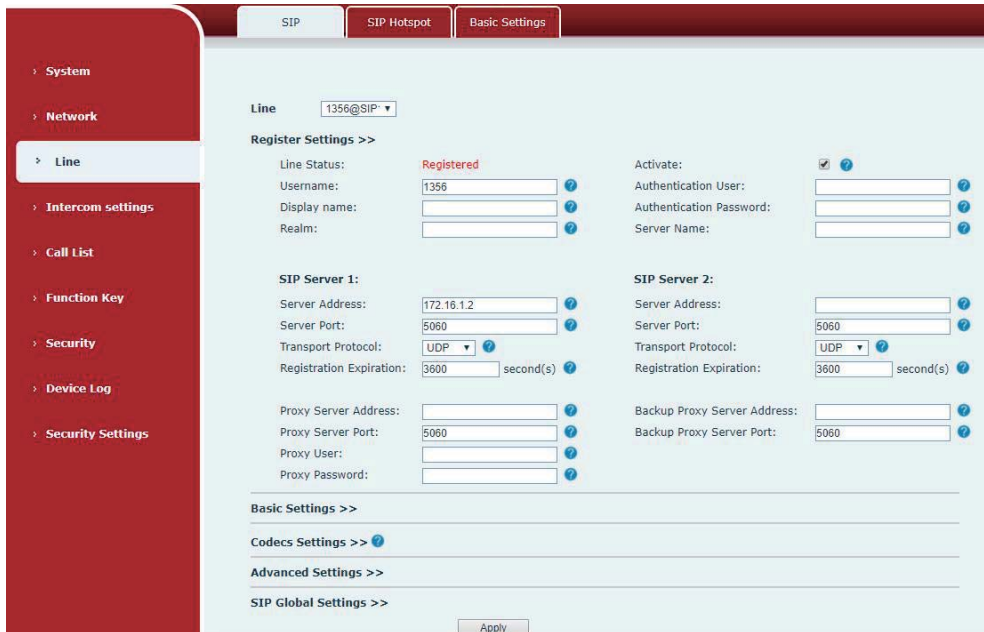 SIP SIP Hotspot Basic Settings
› System
› Network
› Line
› Intercom settings
› Call List
› Function Key
› Security
› Device Log
› Security Settings
Line 1356@SIP
Register Settings >>
Line Status: Registered Activate:
Username: 1356 Authentication User:
Display name: Authentication Password:
Realm: Server Name:
SIP Server 1: SIP Server 2:
Server Address: 172.16.1.2 Server Address:
Server Port: 5060 Server Port: 5060
Transport Protocol: UDP Transport Protocol: UDP
Registration Expiration: 3600 second(s) Registration Expiration: 3600 second(s)
Proxy Server Address: Backup Proxy Server Address:
Proxy Server Port: 5060 Backup Proxy Server Port: 5060
Proxy User:
Proxy Password:
Basic Settings >>
Codecs Settings >>
Advanced Settings >>
SIP Global Settings >>
Apply